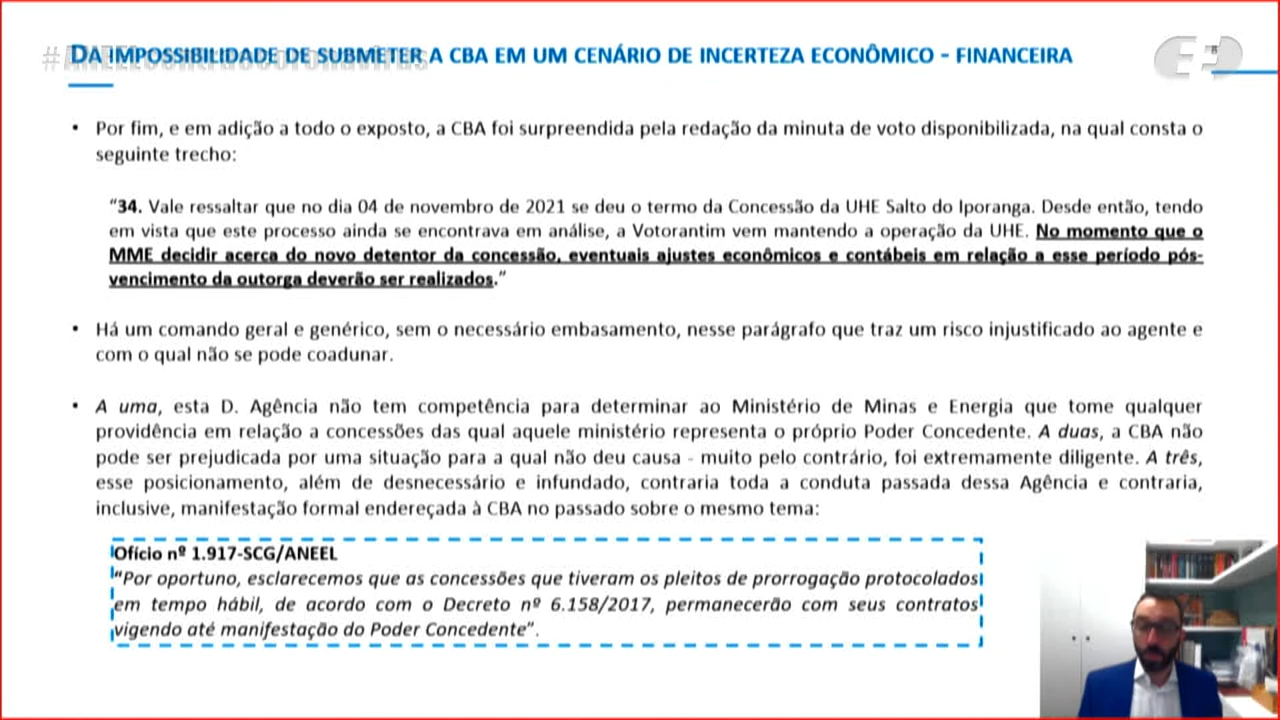 DA IMPOSSIBILIDADE DE SUBMETER A CBA EM UM CENÁRIO DE INCERTEZA ECONÔMICO - FINANCEIRA
• Por fim, e em adição a todo o exposto, a CBA foi surpreendida pela redação da minuta de voto disponibilizada, na qual consta o
seguinte trecho:
“34. Vale ressaltar que no dia 04 de novembro de 2021 se deu o termo da Concessão da UHE Salto do Iporanga. Desde então, tendo
em vista que este processo ainda se encontrava em análise, a Votorantim vem mantendo a operação da UHE. No momento que o
MME decidir acerca do novo detentor da concessão, eventuais ajustes econômicos e contábeis em relação a esse período pós-
vencimento da outorga deverão ser realizados.”
• Há um comando geral e genérico, sem o necessário embasamento, nesse parágrafo que traz um risco injustificado ao agente e
com o qual não se pode coadunar.
• A uma, esta D. Agência não tem competência para determinar ao Ministério de Minas e Energia que tome qualquer
providência em relação a concessões das qual aquele ministério representa o próprio Poder Concedente. A duas, a CBA não
pode ser prejudicada por uma situação para a qual não deu causa - muito pelo contrário, foi extremamente diligente. A três,
esse posicionamento, além de desnecessário e infundado, contraria toda a conduta passada dessa Agência e contraria,
inclusive, manifestação formal endereçada à CBA no passado sobre o mesmo tema:
Ofício nº 1.917-SCG/ANEEL
“Por oportuno, esclarecemos que as concessões que tiveram os pleitos de prorrogação protocolados
em tempo hábil, de acordo com o Decreto nº 6.158/2017, permanecerão com seus contratos
vigendo até manifestação do Poder Concedente”.